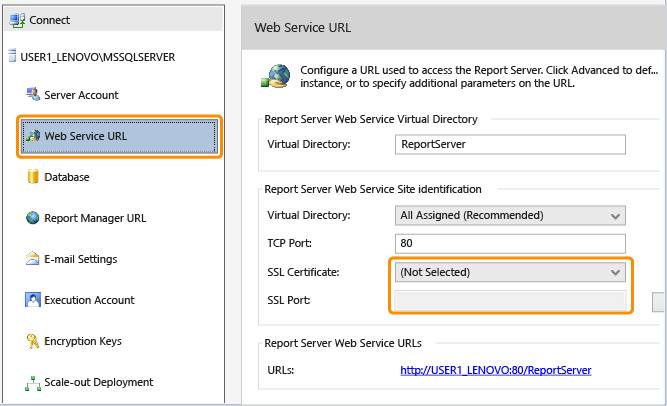 Connect
USER1_LENOVO\MSSQLSERVER
Server Account
Web Service URL
Database
Report Manager URL
E-mail Settings
Execution Account
Encryption Keys
Scale-out Deployment
Web Service URL
Configure a URL used to access the Report Server. Click Advanced to def...
instance, or to specify additional parameters on the URL.
Report Server Web Service Virtual Directory
Virtual Directory: ReportServer
Report Server Web Service Site identification
Virtual Directory: All Assigned (Recommended)
TCP Port: 80
SSL Certificate: (Not Selected)
SSL Port:
Report Server Web Service URLs
URLs: http://USER1_LENOVO:80/ReportServer